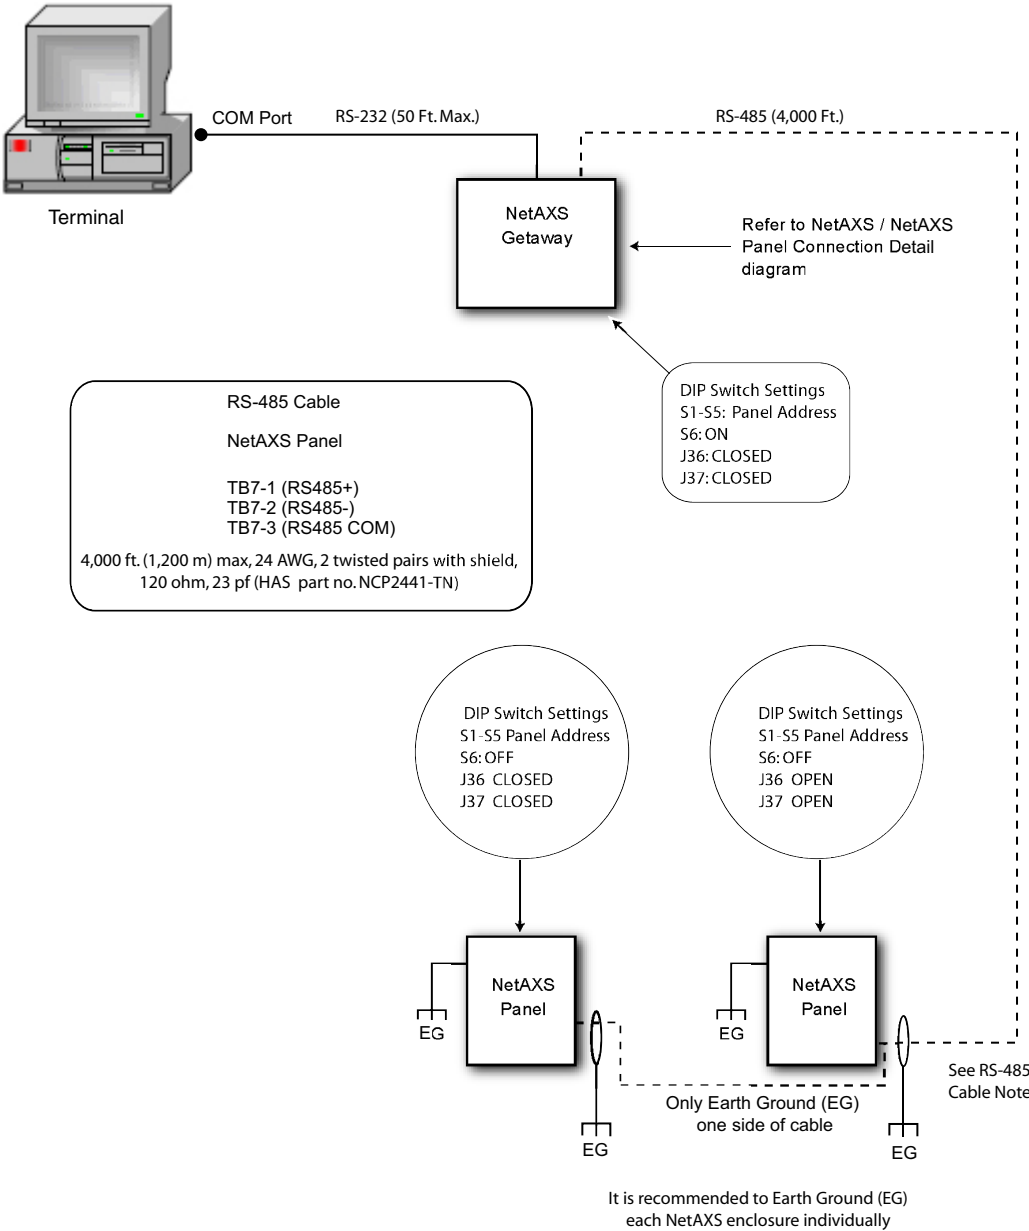 COM Port
RS-232 (50 Ft. Max.)
RS-485 (4,000 Ft.)
Terminal
NetAXS
Getaway
Refer to NetAXS / NetAXS
Panel Connection Detail
diagram
DIP Switch Settings
S1-S5: Panel Address
S6: ON
J36: CLOSED
J37: CLOSED
RS-485 Cable
NetAXS Panel
TB7-1 (RS485+)
TB7-2 (RS485-)
TB7-3 (RS485 COM)
4,000 ft. (1,200 m) max, 24 AWG, 2 twisted pairs with shield,
120 ohm, 23 pf (HAS part no. NCP2441-TN)
DIP Switch Settings
S1-S5 Panel Address
S6: OFF
J36 CLOSED
J37 CLOSED
DIP Switch Settings
S1-S5 Panel Address
S6: OFF
J36 OPEN
J37 OPEN
NetAXS
Panel
EG
NetAXS
Panel
EG
See RS-485
Cable Note
Only Earth Ground (EG)
one side of cable
EG
EG
It is recommended to Earth Ground (EG)
each NetAXS enclosure individually